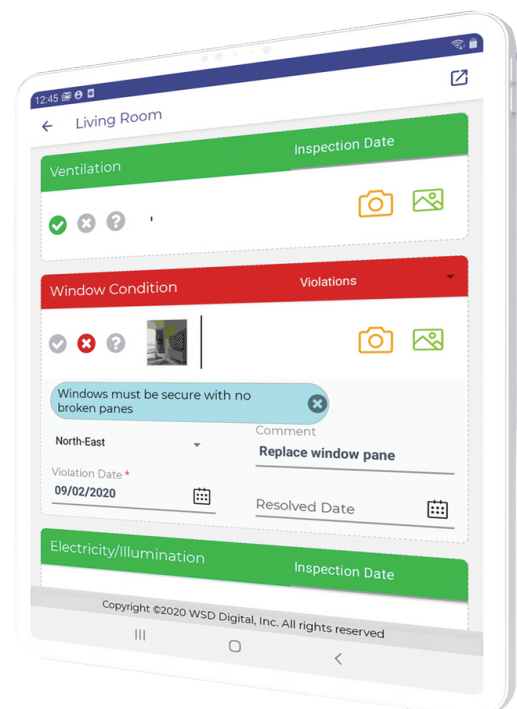 12:45
Living Room
Ventilation
Inspection Date
Window Condition
Violations
Windows must be secure with no
broken panes
North-East
Comment
Replace window pane
Violation Date *
09/02/2020
Resolved Date
Electricity/Illumination
Inspection Date
Copyright ©2020 WSD Digital, Inc. All rights reserved